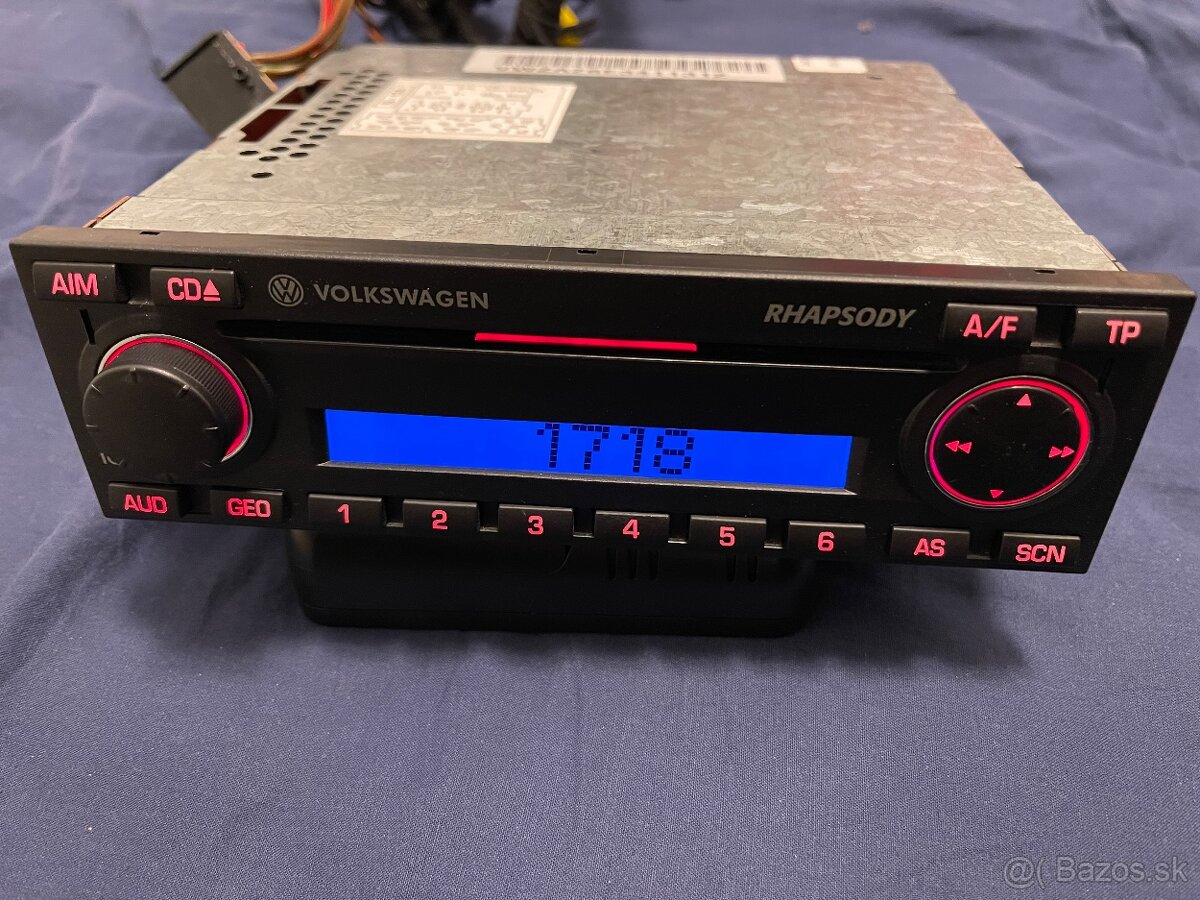 AIM CD VOLKSWAGEN RHAPSODY A/F TP
1718
AUD GEO 1 2 3 4 5 6 AS SCN
@( Bazos.sk